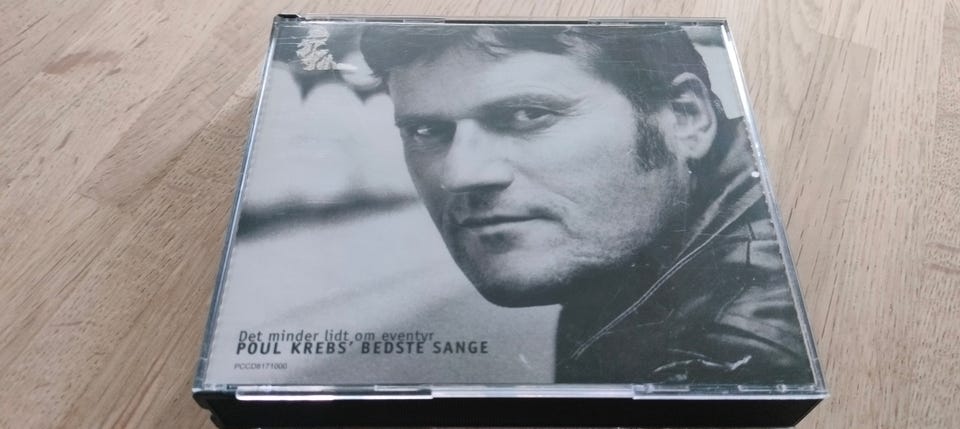 Det minder lidt om eventyr
POUL KREBS' BEDSTE SANGE
PCCD8171000